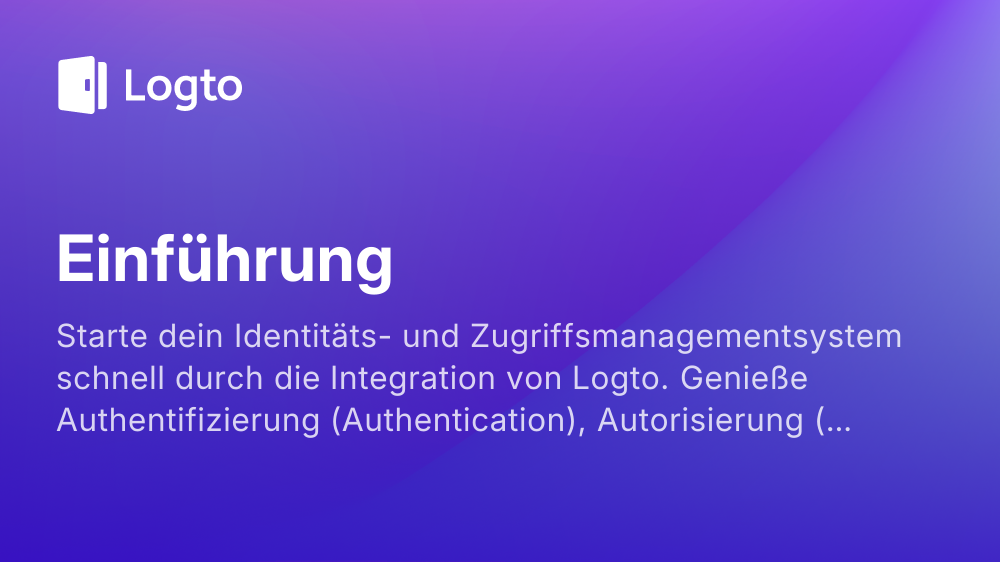 Logto
Einführung
Starte dein Identitäts- und Zugriffsmanagementsystem
schnell durch die Integration von Logto. Genieße
Authentifizierung (Authentication), Autorisierung (...